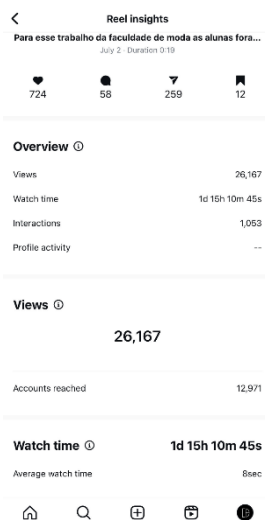 Reel insights
Para esse trabalho da faculdade de moda as alunas fora...
July 2 · Duration 0:19
724 58 259 12
Overview
Views 26,167
Watch time 1d 15h 10m 45s
Interactions 1,053
Profile activity --
Views
26,167
Accounts reached 12,971
Watch time 1d 15h 10m 45s
Average watch time 8sec